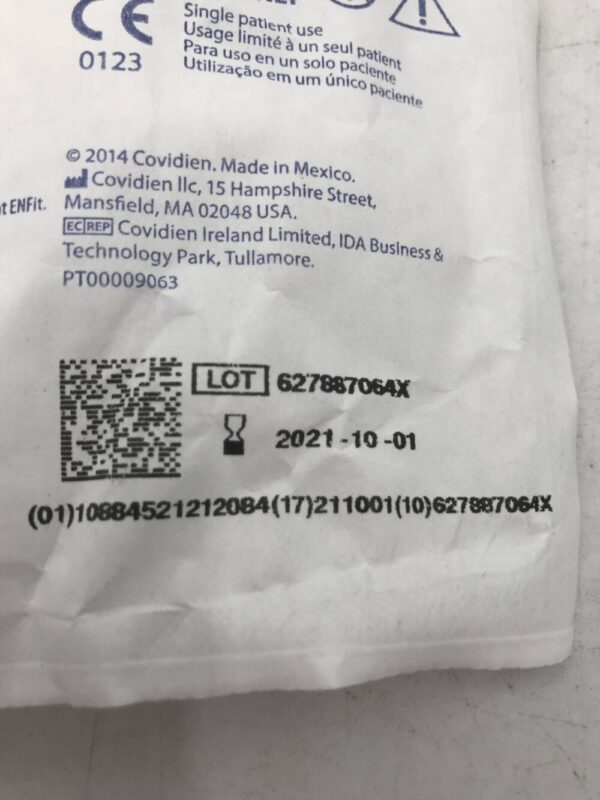 CE
0123
Single patient use
Usage limité à un seul patient
Para uso en un solo paciente
Utilização em um único paciente
© 2014 Covidien. Made in Mexico.
Covidien llc, 15 Hampshire Street,
ENFit.
Mansfield, MA 02048 USA.
EC REP Covidien Ireland Limited, IDA Business &
Technology Park, Tullamore.
PT00009063
LOT 627887064X
2021-10-01
(01)10884521212084(17)211001(10)627887064X